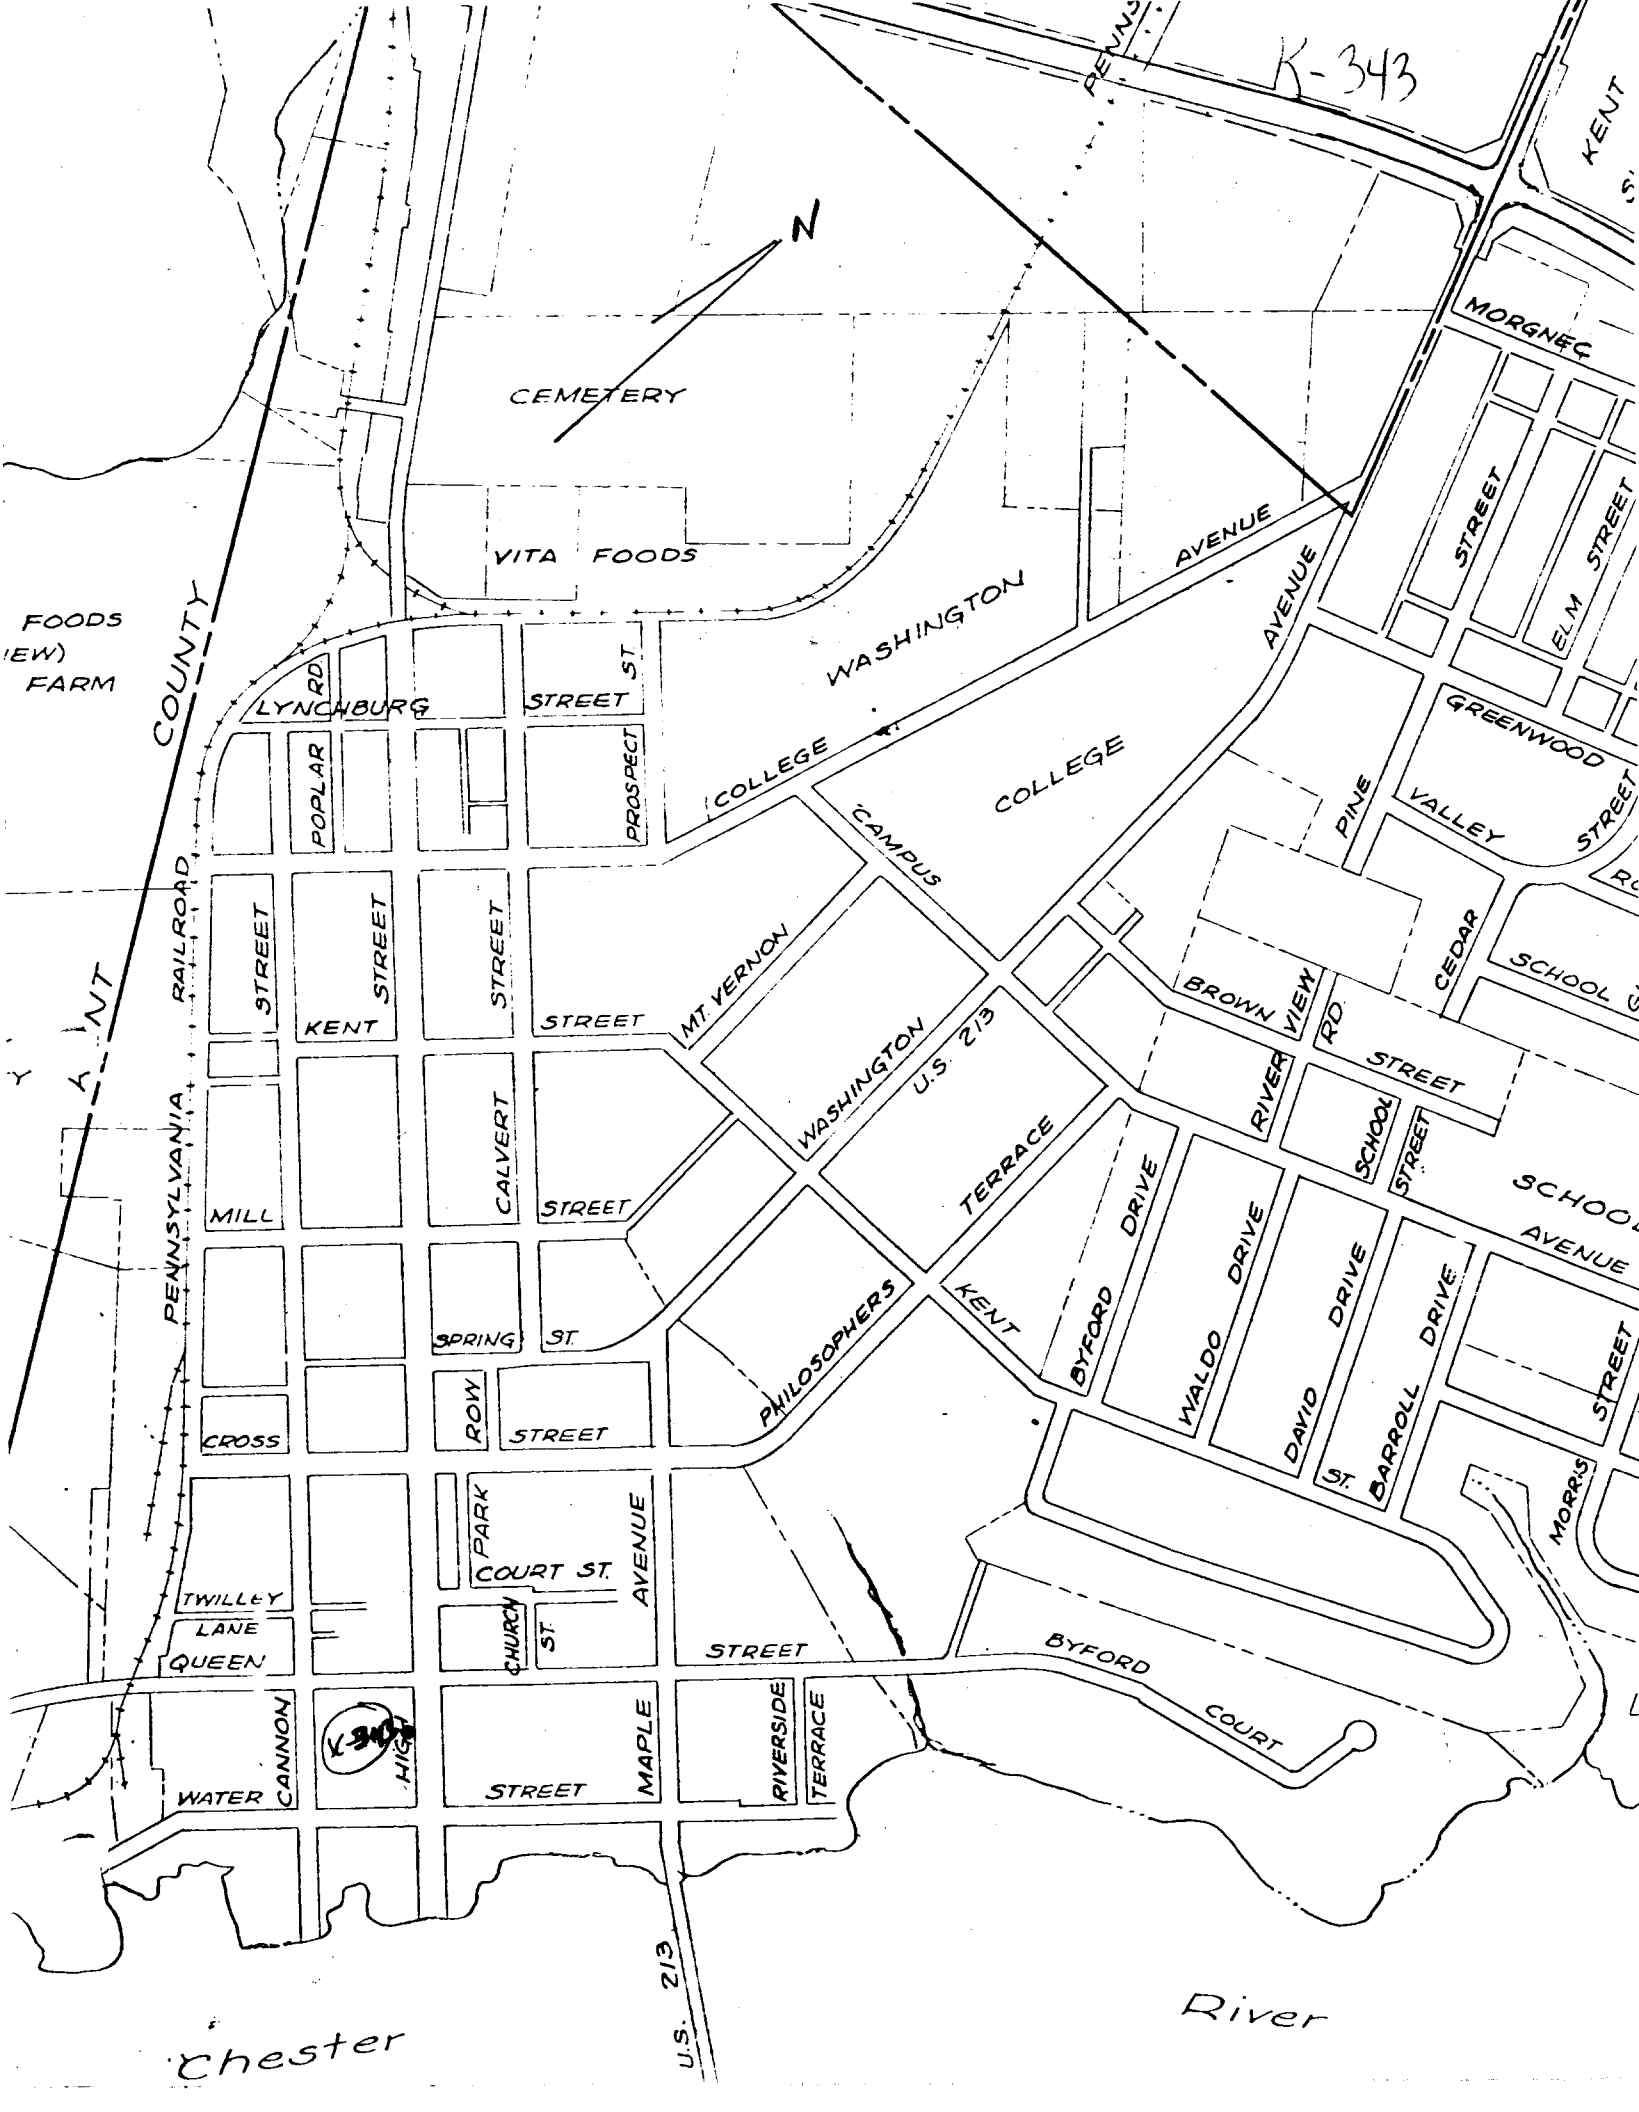 K-343
KENT
N
MORGNEC
CEMETERY
STREET
STREET
ELM
AVENUE
AVENUE
VITA FOODS
WASHINGTON
FOODS
FARM
COUNTY
KENT
RD
POPLAR
LYNCHBURG STREET
PROSPECT ST.
COLLEGE
COLLEGE
CAMPUS
PINE
GREENWOOD
VALLEY
STREET
RAILROAD
PENNSYLVANIA
STREET
STREET
STREET
MT. VERNON
KENT STREET
WASHINGTON
U.S. 213
BROWN
STREET
RIVER VIEW RD
CEDAR
SCHOOL
SCHOOL STREET
AVENUE
CALVERT
MILL STREET
TERRACE
PHILOSOPHERS
KENT
ST.
BYFORD DRIVE
WALDO DRIVE
DAVID DRIVE
BARROLL DRIVE
MORRIS STREET
SPRING ST.
ROW
PARK
CROSS STREET
COURT ST.
CHURCH ST.
MAPLE AVENUE
TWILLEY
LANE
QUEEN STREET
RIVERSIDE
TERRACE
BYFORD COURT
CANNON
HIGH
K-343
WATER STREET
U.S. 213
Chester River